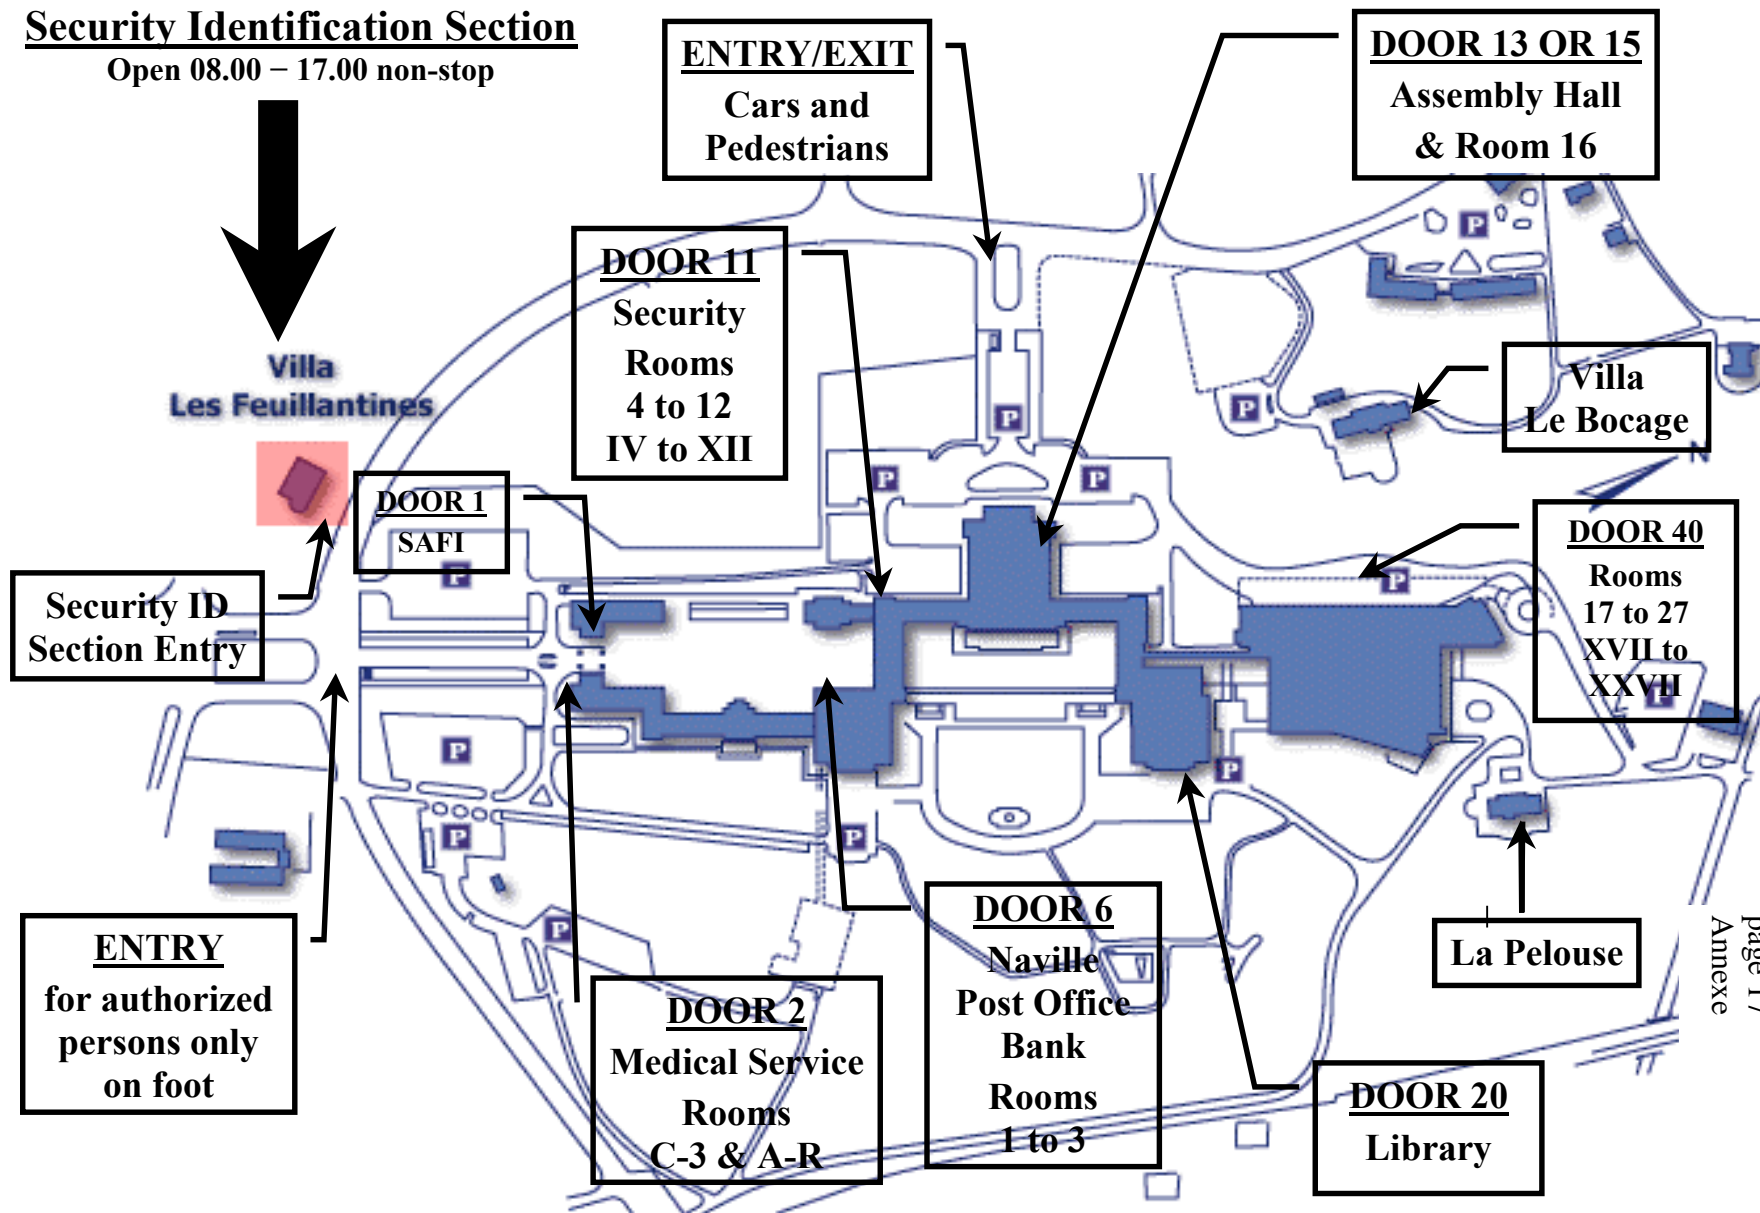 Security Identification Section
Open 08.00 – 17.00 non-stop
ENTRY/EXIT
Cars and
Pedestrians
DOOR 13 OR 15
Assembly Hall
& Room 16
DOOR 11
Security
Rooms
4 to 12
IV to XII
Villa
Les Feuillantines
Villa
Le Bocage
N
DOOR 1
SAFI
DOOR 40
Rooms
17 to 27
XVII to
XXVII
Security ID
Section Entry
ENTRY
for authorized
persons only
on foot
DOOR 2
Medical Service
Rooms
C-3 & A-R
DOOR 6
Naville
Post Office
Bank
Rooms
1 to 3
La Pelouse
DOOR 20
Library
page 17
Annexe
P
P
P
P
P
P
P
P
P
P
P
P
P